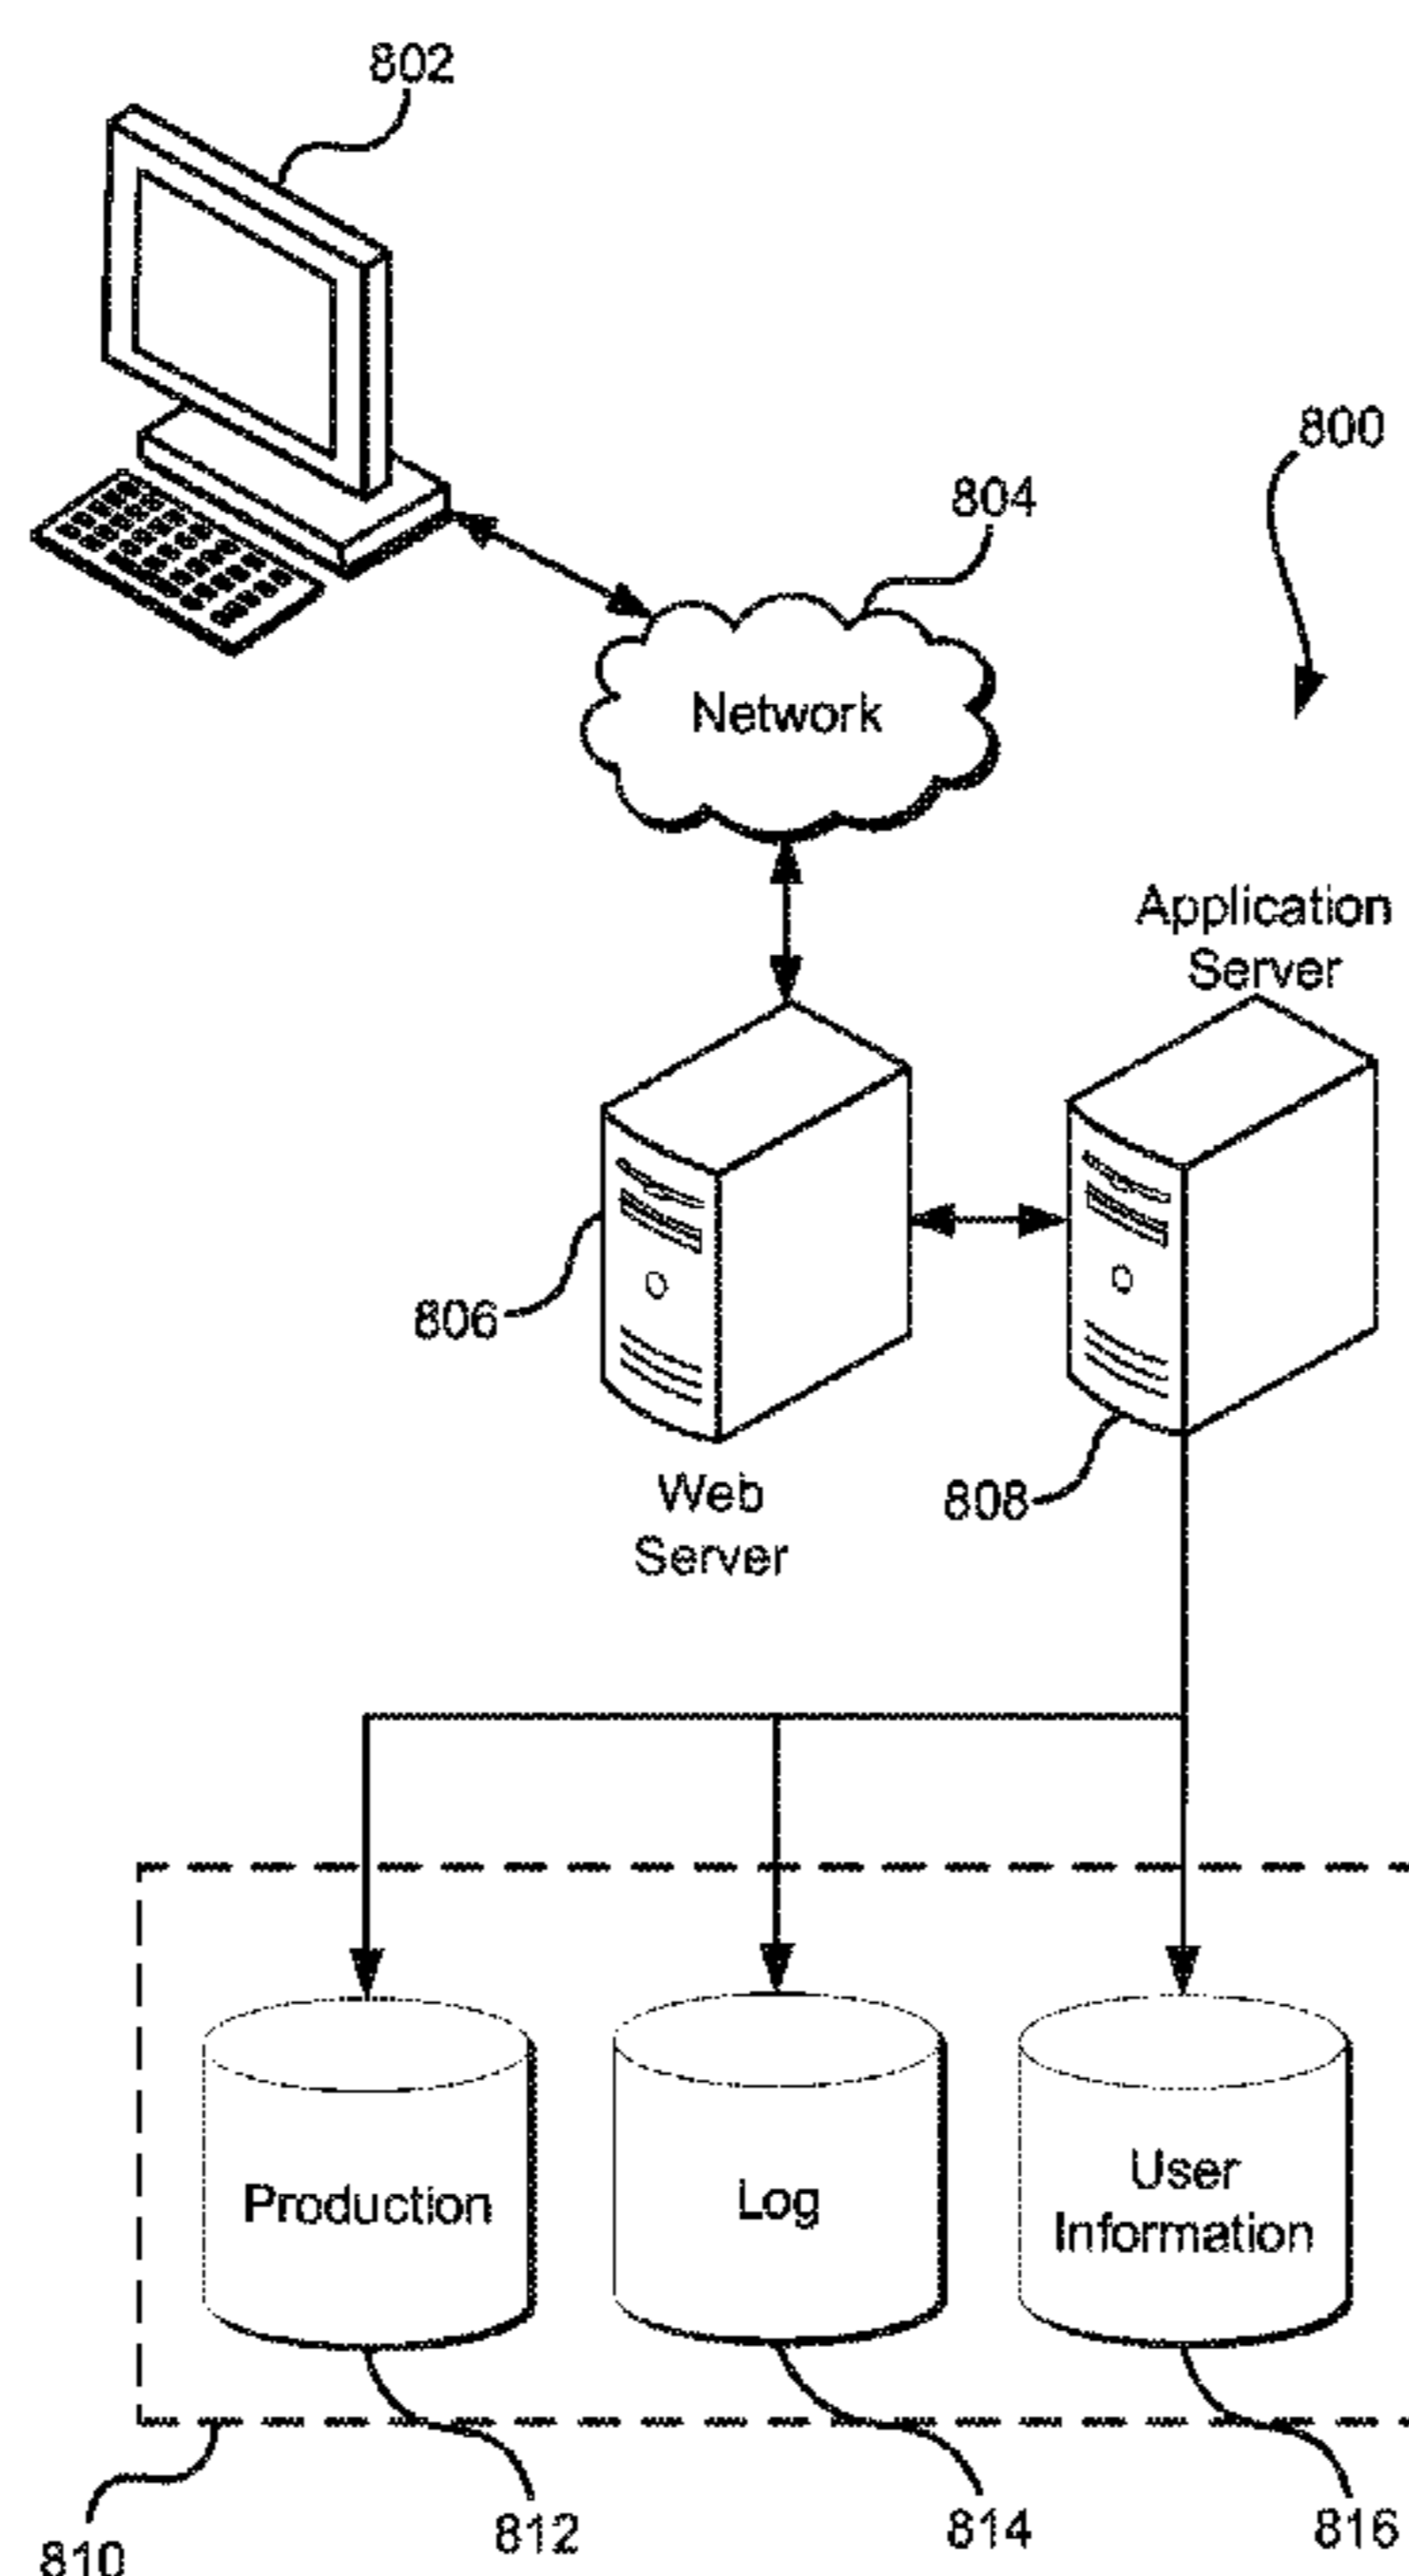 802
800
804
Network
Application
Server
806
808
Web
Server
Production
Log
User
Information
810
812
814
816